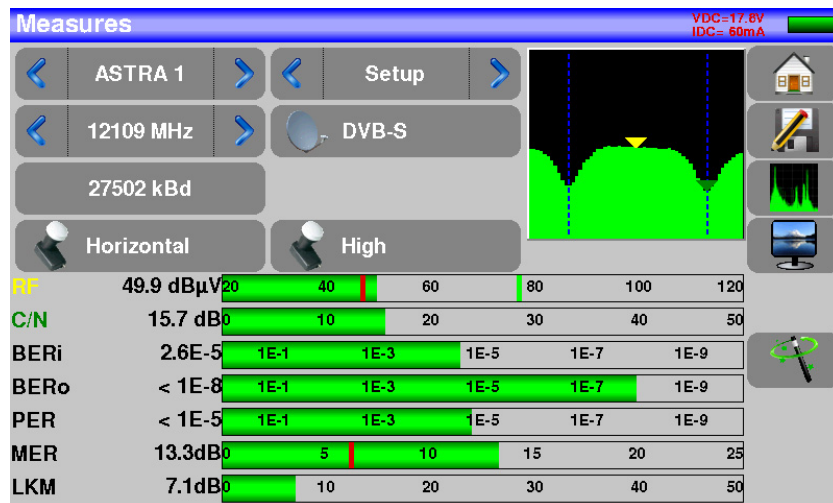 Measures
VDC=17.8V
IDC= 60mA
ASTRA 1
Setup
12109 MHz
DVB-S
27502 kBd
Horizontal
High
RF 49.9 dBµV 20 40 60 80 100 120
C/N 15.7 dB 0 10 20 30 40 50
BERi 2.6E-5 1E-1 1E-3 1E-5 1E-7 1E-9
BERo < 1E-8 1E-1 1E-3 1E-5 1E-7 1E-9
PER < 1E-5 1E-1 1E-3 1E-5 1E-7 1E-9
MER 13.3dB 0 5 10 15 20 25
LKM 7.1dB 0 10 20 30 40 50